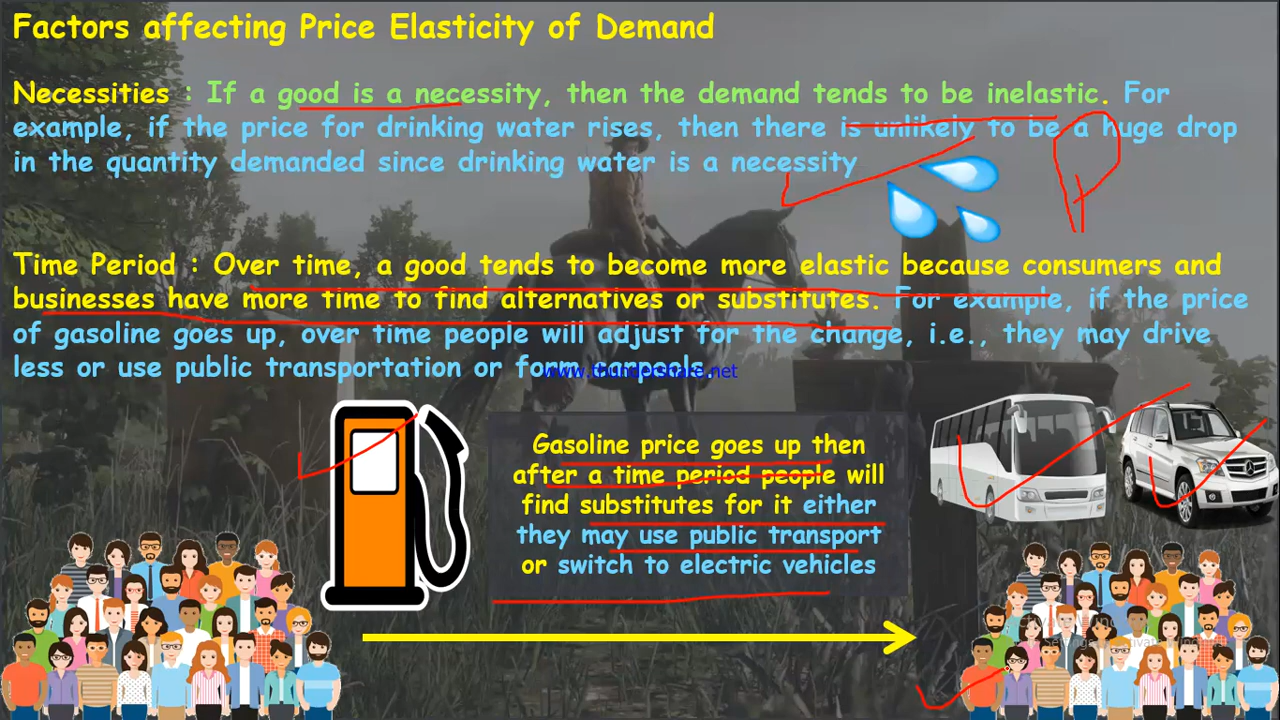 Factors affecting Price Elasticity of Demand
Necessities : If a good is a necessity, then the demand tends to be inelastic. For
example, if the price for drinking water rises, then there is unlikely to be a huge drop
in the quantity demanded since drinking water is a necessity
Time Period : Over time, a good tends to become more elastic because consumers and
businesses have more time to find alternatives or substitutes. For example, if the price
of gasoline goes up, over time people will adjust for the change, i.e., they may drive
less or use public transportation or form carpools.
www.thundershare.net
Gasoline price goes up then
after a time period people will
find substitutes for it either
they may use public transport
or switch to electric vehicles